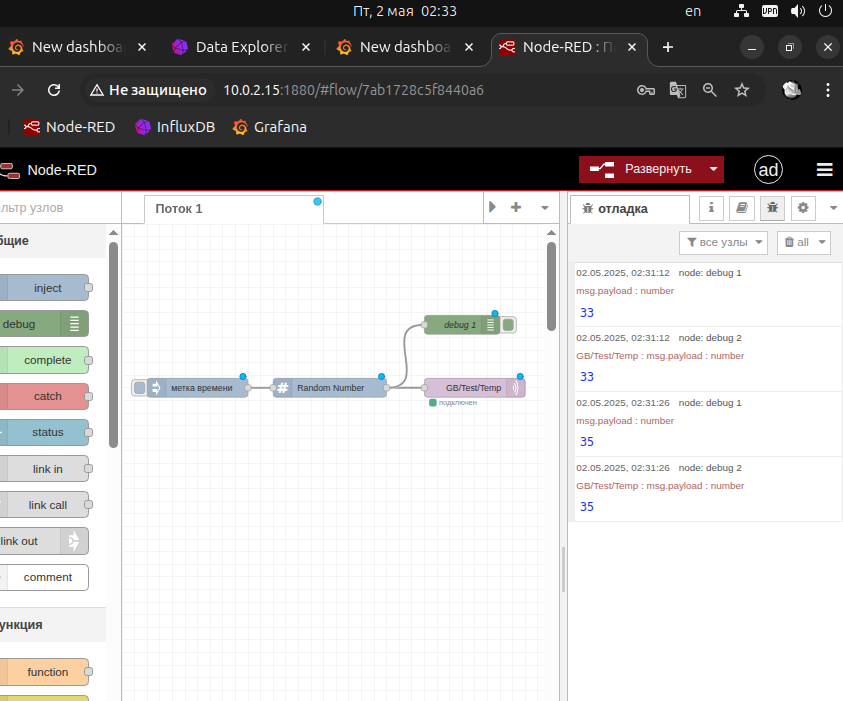 Пт, 2 мая 02:33
en
VPN
New dashboa
Data Explorer
New dashboa
Node-RED : П
Не защищено
10.0.2.15:1880/#flow/7ab1728c5f8440a6
Node-RED
InfluxDB
Grafana
Node-RED
Развернуть
ad
льтр узлов
Поток 1
отладка
все узлы
all
бщие
inject
debug
complete
catch
status
link in
link call
link out
comment
ункция
function
метка времени
Random Number
debug 1
GB/Test/Temp
подключен
02.05.2025, 02:31:12 node: debug 1
msg.payload : number
33
02.05.2025, 02:31:12 node: debug 2
GB/Test/Temp : msg.payload : number
33
02.05.2025, 02:31:26 node: debug 1
msg.payload : number
35
02.05.2025, 02:31:26 node: debug 2
GB/Test/Temp : msg.payload : number
35